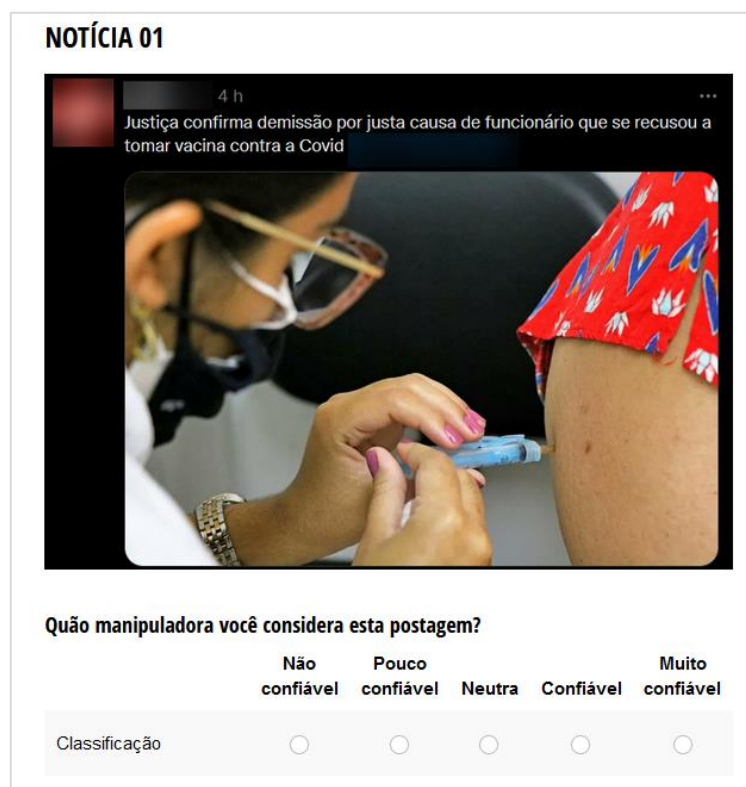 NOTÍCIA 01
4 h
Justiça confirma demissão por justa causa de funcionário que se recusou a
tomar vacina contra a Covid
Quão manipuladora você considera esta postagem?
Não confiável Pouco confiável Neutra Confiável Muito confiável
Classificação